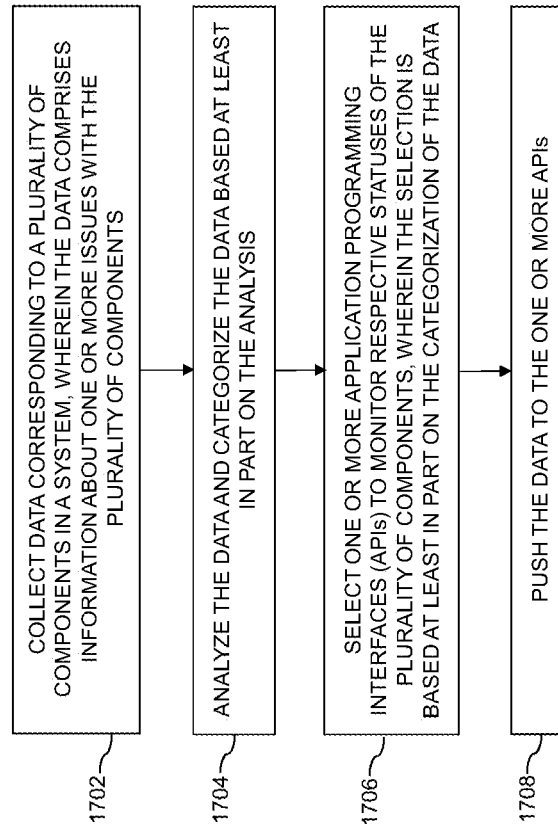 COLLECT DATA CORRESPONDING TO A PLURALITY OF
COMPONENTS IN A SYSTEM, WHEREIN THE DATA COMPRISES
INFORMATION ABOUT ONE OR MORE ISSUES WITH THE
PLURALITY OF COMPONENTS
1702
ANALYZE THE DATA AND CATEGORIZE THE DATA BASED AT LEAST
IN PART ON THE ANALYSIS
1704
SELECT ONE OR MORE APPLICATION PROGRAMMING
INTERFACES (APIs) TO MONITOR RESPECTIVE STATUSES OF THE
PLURALITY OF COMPONENTS, WHEREIN THE SELECTION IS
BASED AT LEAST IN PART ON THE CATEGORIZATION OF THE DATA
1706
PUSH THE DATA TO THE ONE OR MORE APIs
1708